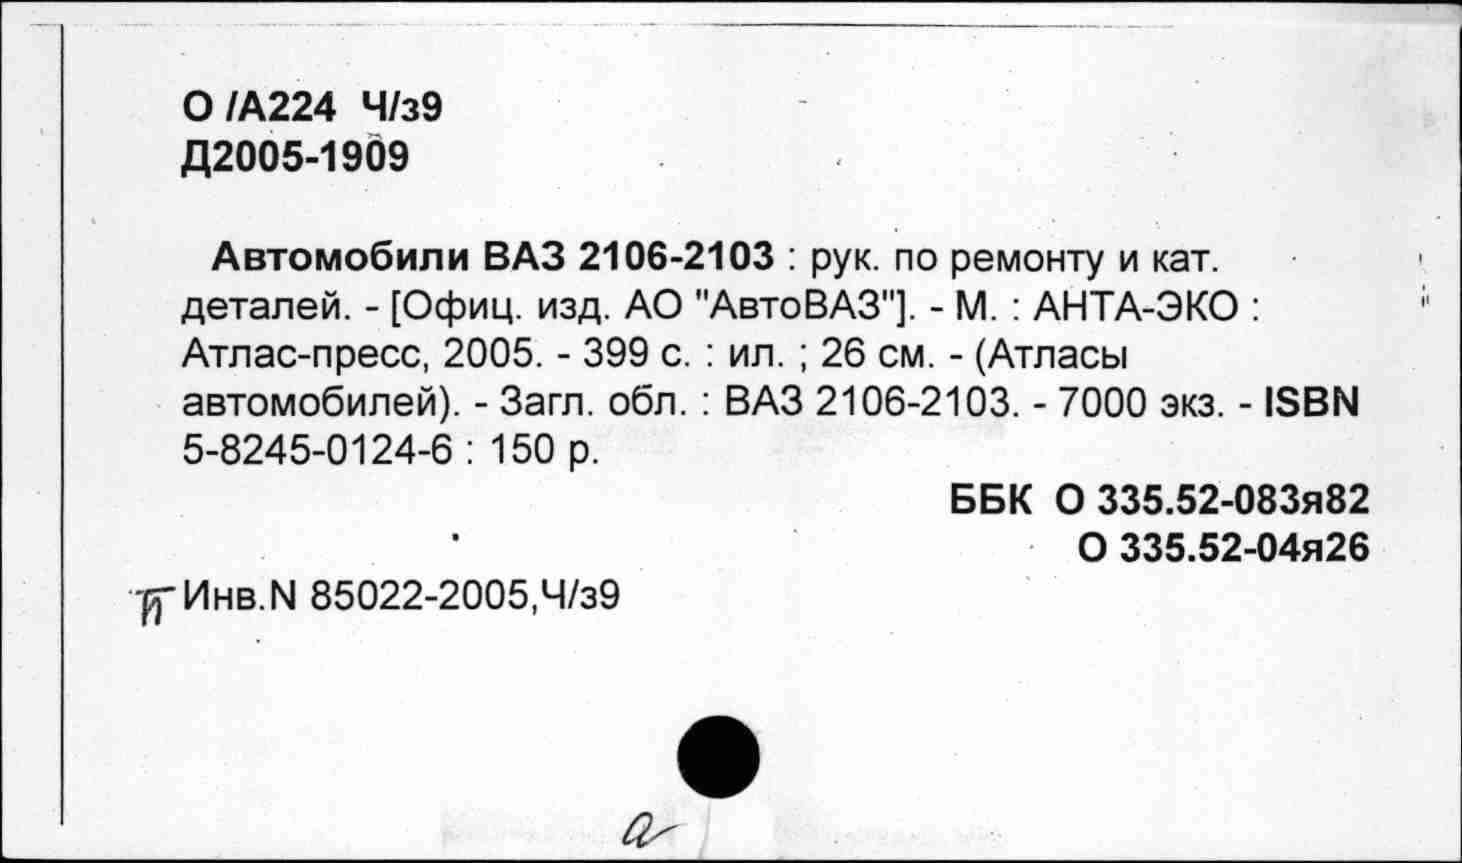 О /А224 Ч/з9
Д2005-1909
Автомобили ВАЗ 2106-2103 : рук. по ремонту и кат.
деталей. - [Офиц. изд. АО "АвтоВАЗ"]. - М. : АНТА-ЭКО :
Атлас-пресс, 2005. - 399 с. : ил. ; 26 см. - (Атласы
автомобилей). - Загл. обл. : ВАЗ 2106-2103. - 7000 экз. - ISBN
5-8245-0124-6 : 150 р.
ББК О 335.52-083я82
О 335.52-04я26
Инв.N 85022-2005,Ч/з9
а